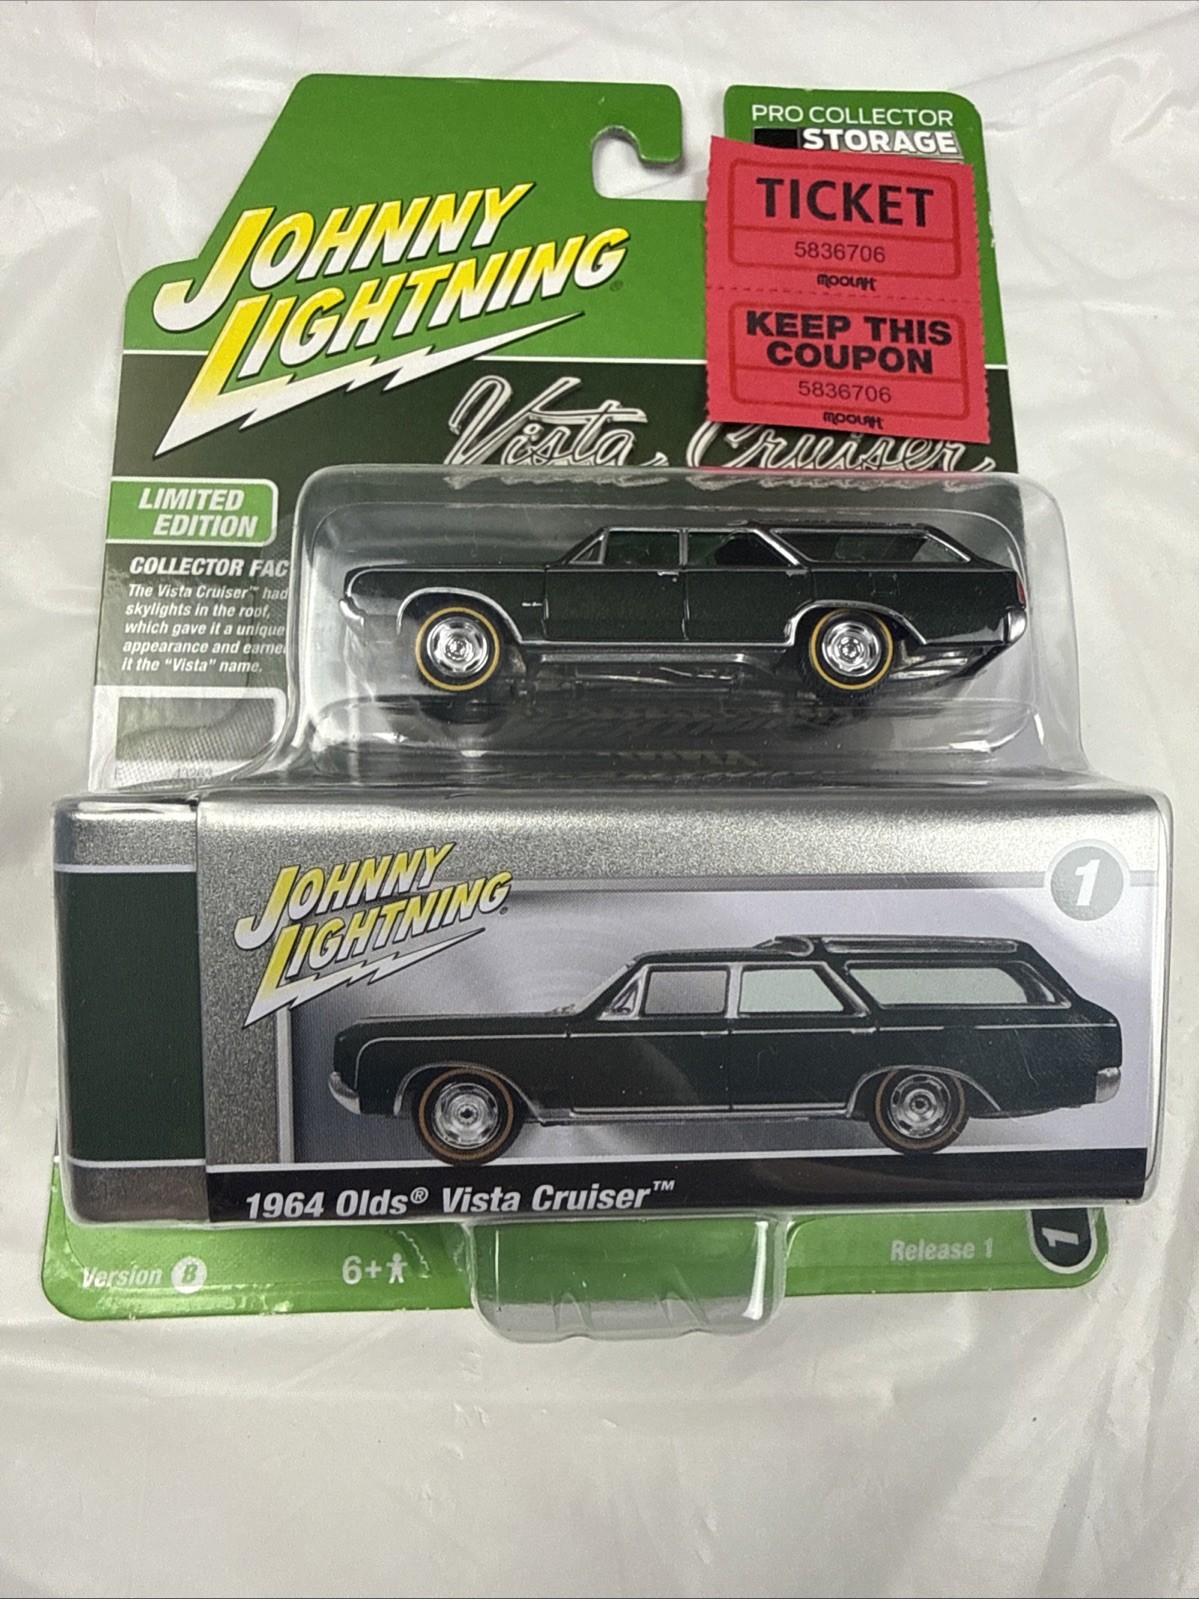 PRO COLLECTOR
STORAGE
JOHNNY
LIGHTNING®
TICKET
5836706
MOOLAH
KEEP THIS
COUPON
5836706
MOOLAH
Vista Cruiser
LIMITED
EDITION
COLLECTOR FAC
The Vista Cruiser™ had
skylights in the roof,
which gave it a unique
appearance and earne
it the "Vista" name.
JOHNNY
LIGHTNING®
1
1964 Olds® Vista Cruiser™
Version B
6+
Release 1
1